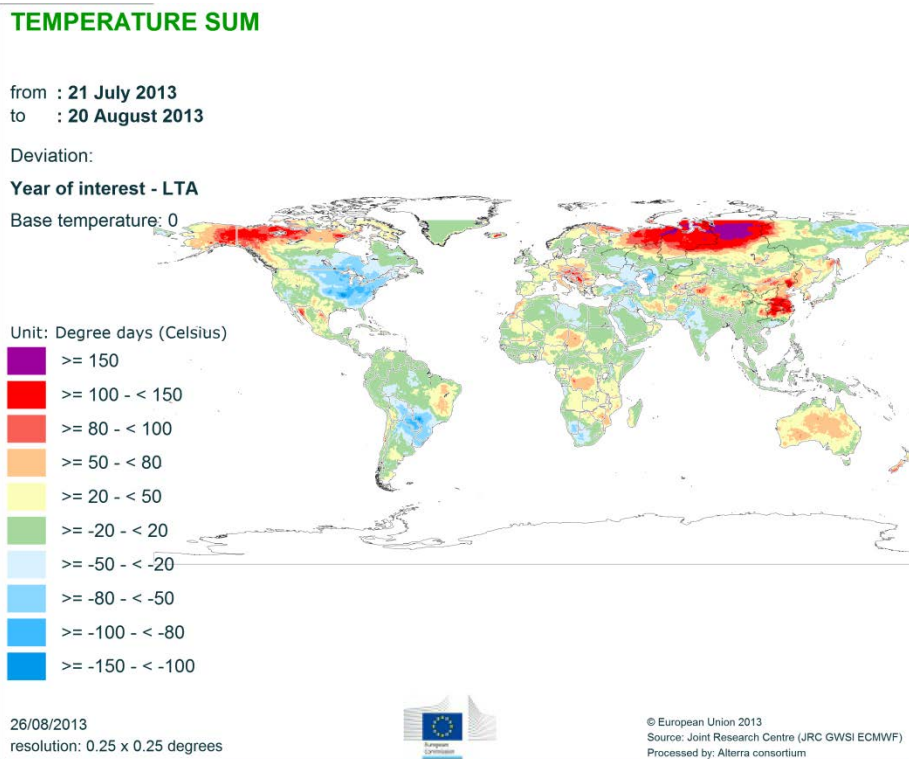 TEMPERATURE SUM
from : 21 July 2013
to : 20 August 2013
Deviation:
Year of interest - LTA
Base temperature: 0
Unit: Degree days (Celsius)
>= 150
>= 100 - < 150
>= 80 - < 100
>= 50 - < 80
>= 20 - < 50
>= -20 - < 20
>= -50 - < -20
>= -80 - < -50
>= -100 - < -80
>= -150 - < -100
26/08/2013
resolution: 0.25 x 0.25 degrees
European
Commission
© European Union 2013
Source: Joint Research Centre (JRC GWSI ECMWF)
Processed by: Alterra consortium